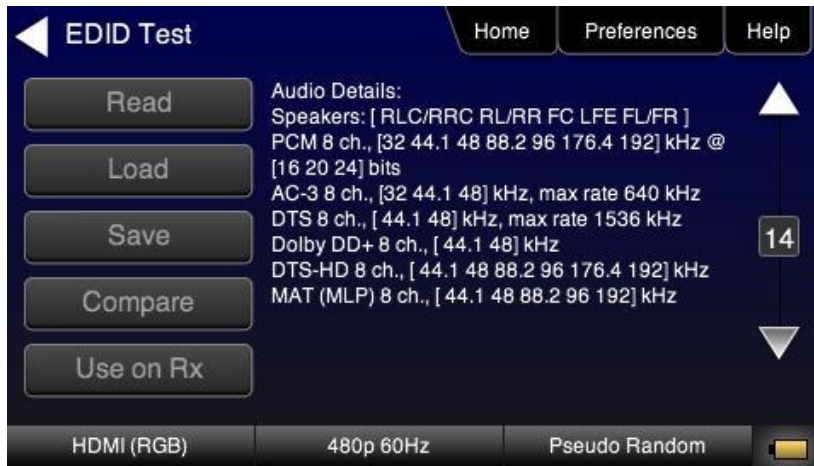 EDID Test
Home
Preferences
Help
Read
Load
Save
Compare
Use on Rx
Audio Details:
Speakers: [ RLC/RRC RL/RR FC LFE FL/FR ]
PCM 8 ch., [32 44.1 48 88.2 96 176.4 192] kHz @
[16 20 24] bits
AC-3 8 ch., [32 44.1 48] kHz, max rate 640 kHz
DTS 8 ch., [ 44.1 48] kHz, max rate 1536 kHz
Dolby DD+ 8 ch., [ 44.1 48] kHz
DTS-HD 8 ch., [ 44.1 48 88.2 96 176.4 192] kHz
MAT (MLP) 8 ch., [ 44.1 48 88.2 96 192] kHz
14
HDMI (RGB)
480p 60Hz
Pseudo Random